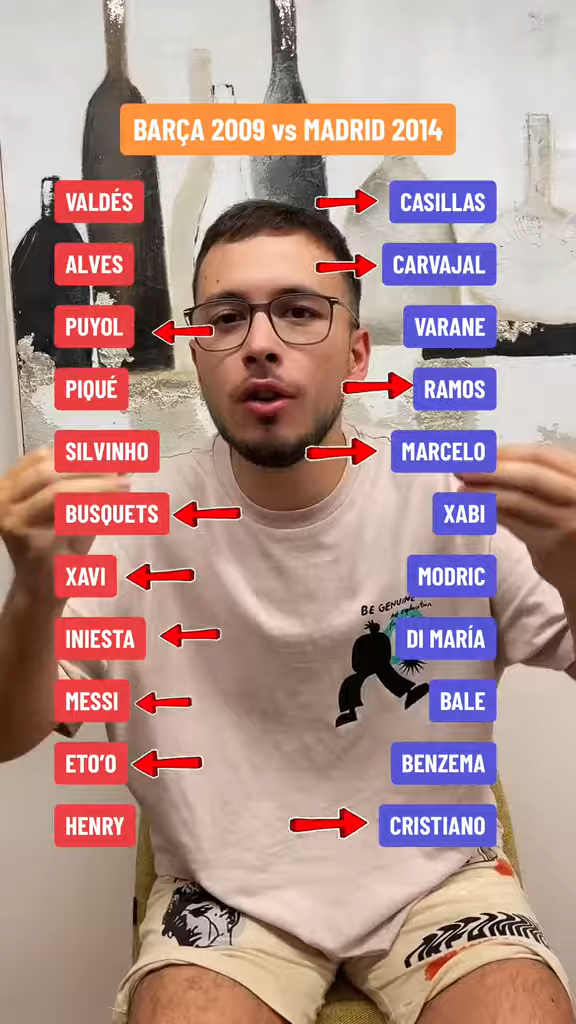 BARÇA 2009 vs MADRID 2014
VALDÉS CASILLAS
ALVES CARVAJAL
PUYOL VARANE
PIQUÉ RAMOS
SILVINHO MARCELO
BUSQUETS XABI
XAVI MODRIC
BE GENUINE
INIESTA DI MARÍA
MESSI BALE
ETO'O BENZEMA
HENRY CRISTIANO